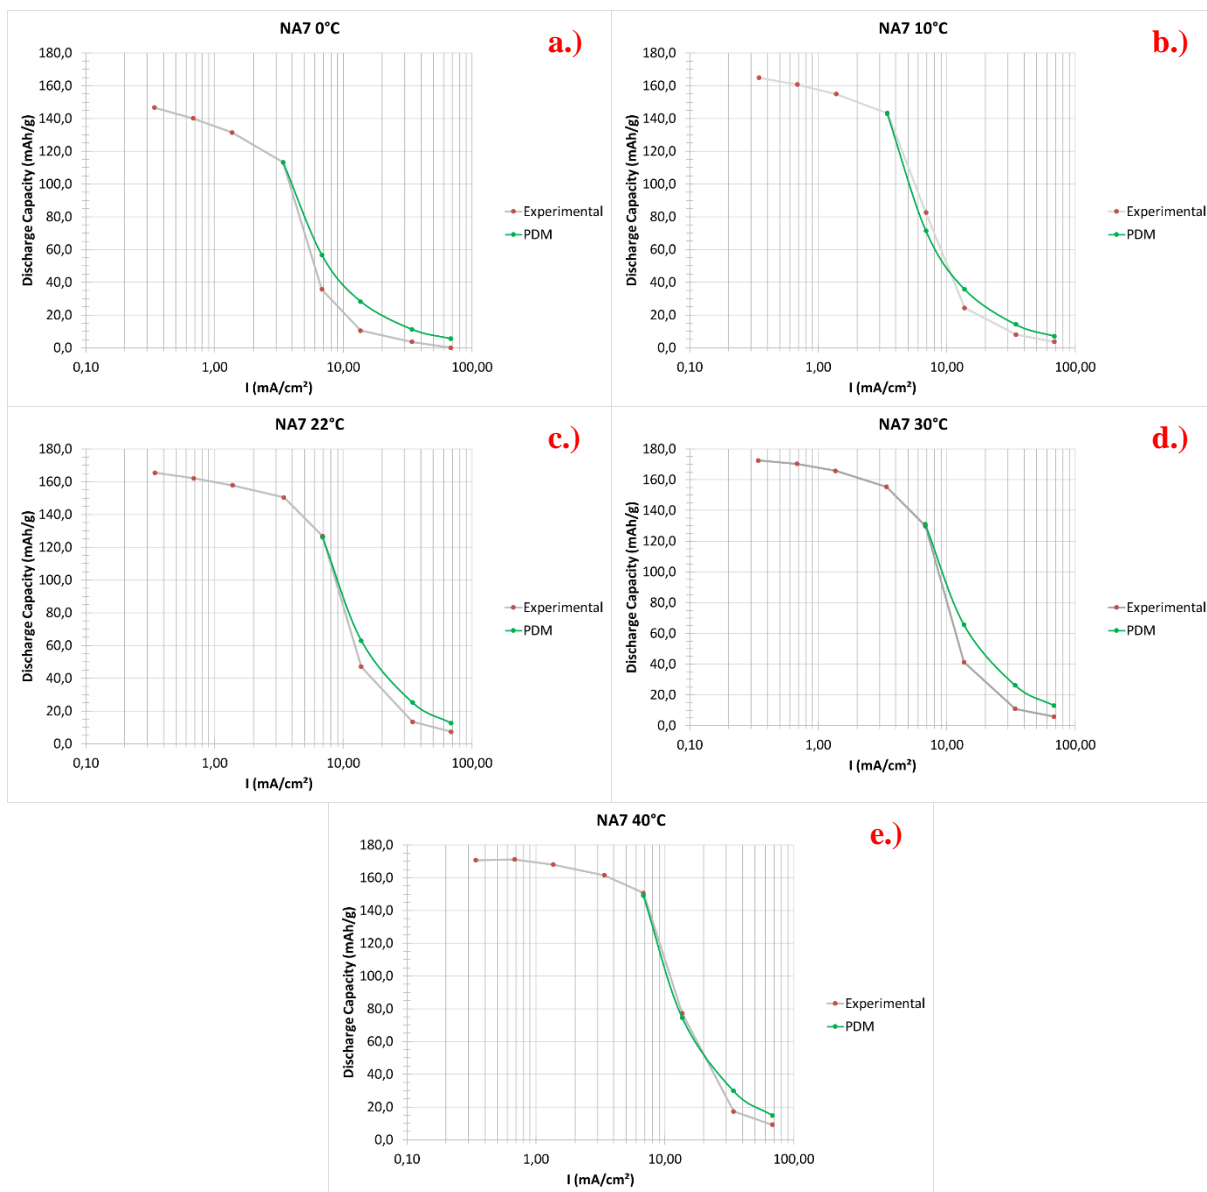 NA7 0°C
a.)
180,0
160,0
140,0
120,0
100,0
80,0
60,0
40,0
20,0
0,0
Discharge Capacity (mAh/g)
0,10 1,00 10,00 100,00
I (mA/cm²)
Experimental
PDM
NA7 10°C
b.)
180,0
160,0
140,0
120,0
100,0
80,0
60,0
40,0
20,0
0,0
Discharge Capacity (mAh/g)
0,10 1,00 10,00 100,00
I (mA/cm²)
Experimental
PDM
NA7 22°C
c.)
180,0
160,0
140,0
120,0
100,0
80,0
60,0
40,0
20,0
0,0
Discharge Capacity (mAh/g)
0,10 1,00 10,00 100,00
I (mA/cm²)
Experimental
PDM
NA7 30°C
d.)
180,0
160,0
140,0
120,0
100,0
80,0
60,0
40,0
20,0
0,0
Discharge Capacity (mAh/g)
0,10 1,00 10,00 100,00
I (mA/cm²)
Experimental
PDM
NA7 40°C
e.)
180,0
160,0
140,0
120,0
100,0
80,0
60,0
40,0
20,0
0,0
Discharge Capacity (mAh/g)
0,10 1,00 10,00 100,00
I (mA/cm²)
Experimental
PDM